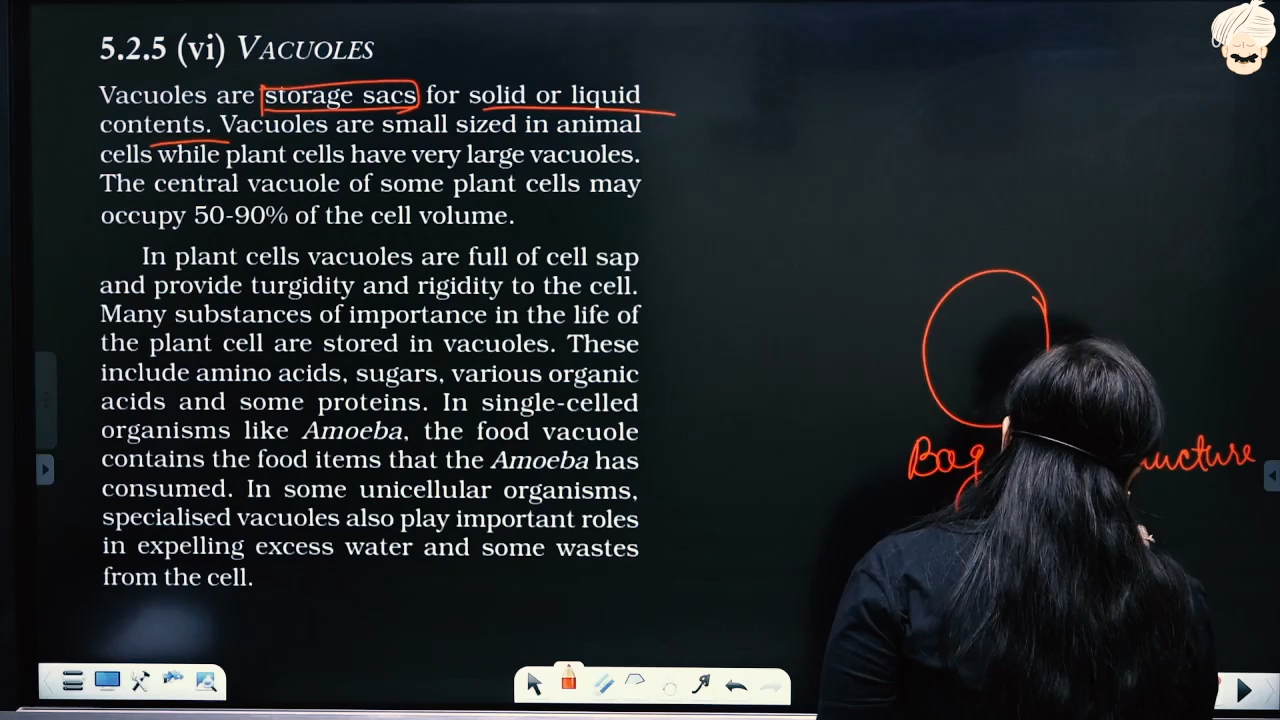 5.2.5 (vi) VACUOLES
Vacuoles are storage sacs for solid or liquid
contents. Vacuoles are small sized in animal
cells while plant cells have very large vacuoles.
The central vacuole of some plant cells may
occupy 50-90% of the cell volume.
In plant cells vacuoles are full of cell sap
and provide turgidity and rigidity to the cell.
Many substances of importance in the life of
the plant cell are stored in vacuoles. These
include amino acids, sugars, various organic
acids and some proteins. In single-celled
organisms like Amoeba, the food vacuole
contains the food items that the Amoeba has
consumed. In some unicellular organisms,
specialised vacuoles also play important roles
in expelling excess water and some wastes
from the cell.
Bag